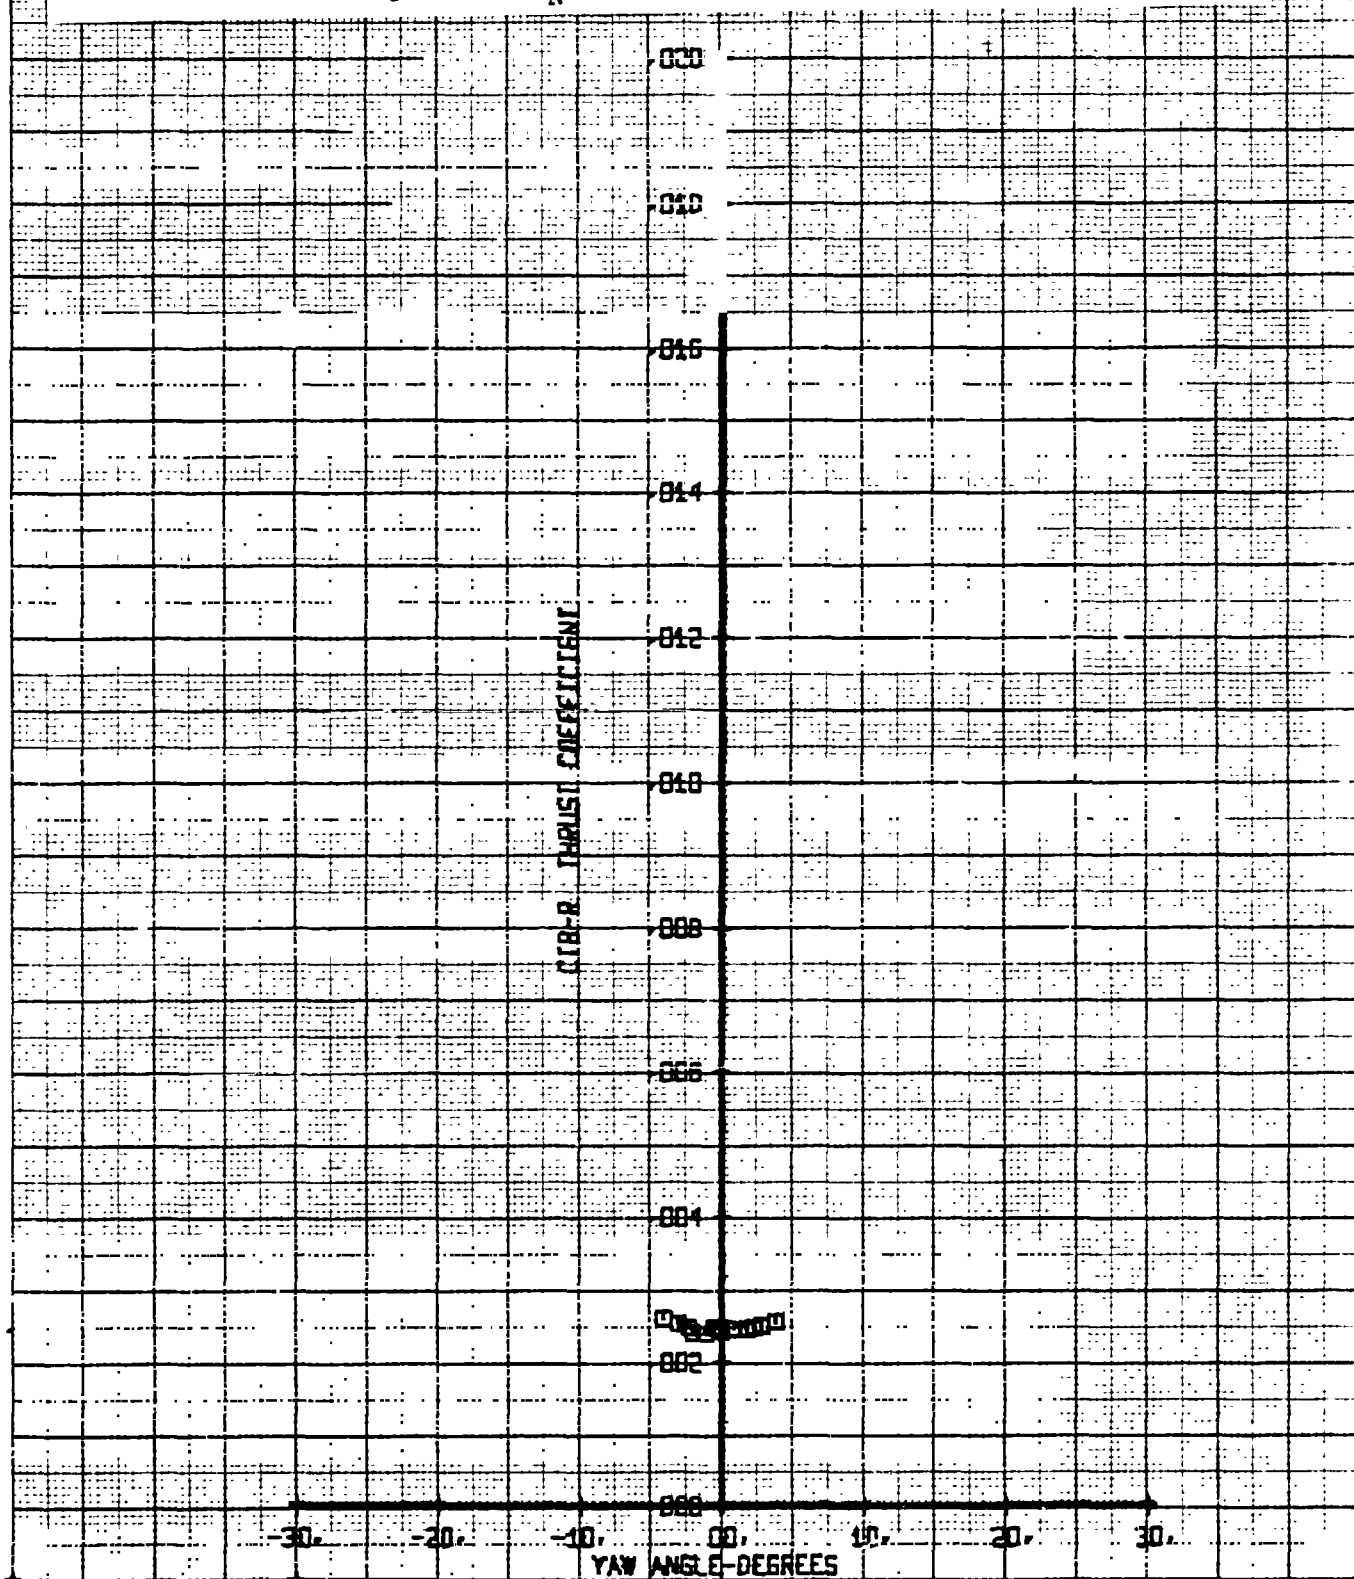 N
.020
.018
.016
.014
.012
CTB-R THRUST COEFFICIENT
.010
.008
.006
.004
.002
.000
-30. -20. -10. 00. 10. 20. 30.
YAW ANGLE-DEGREES